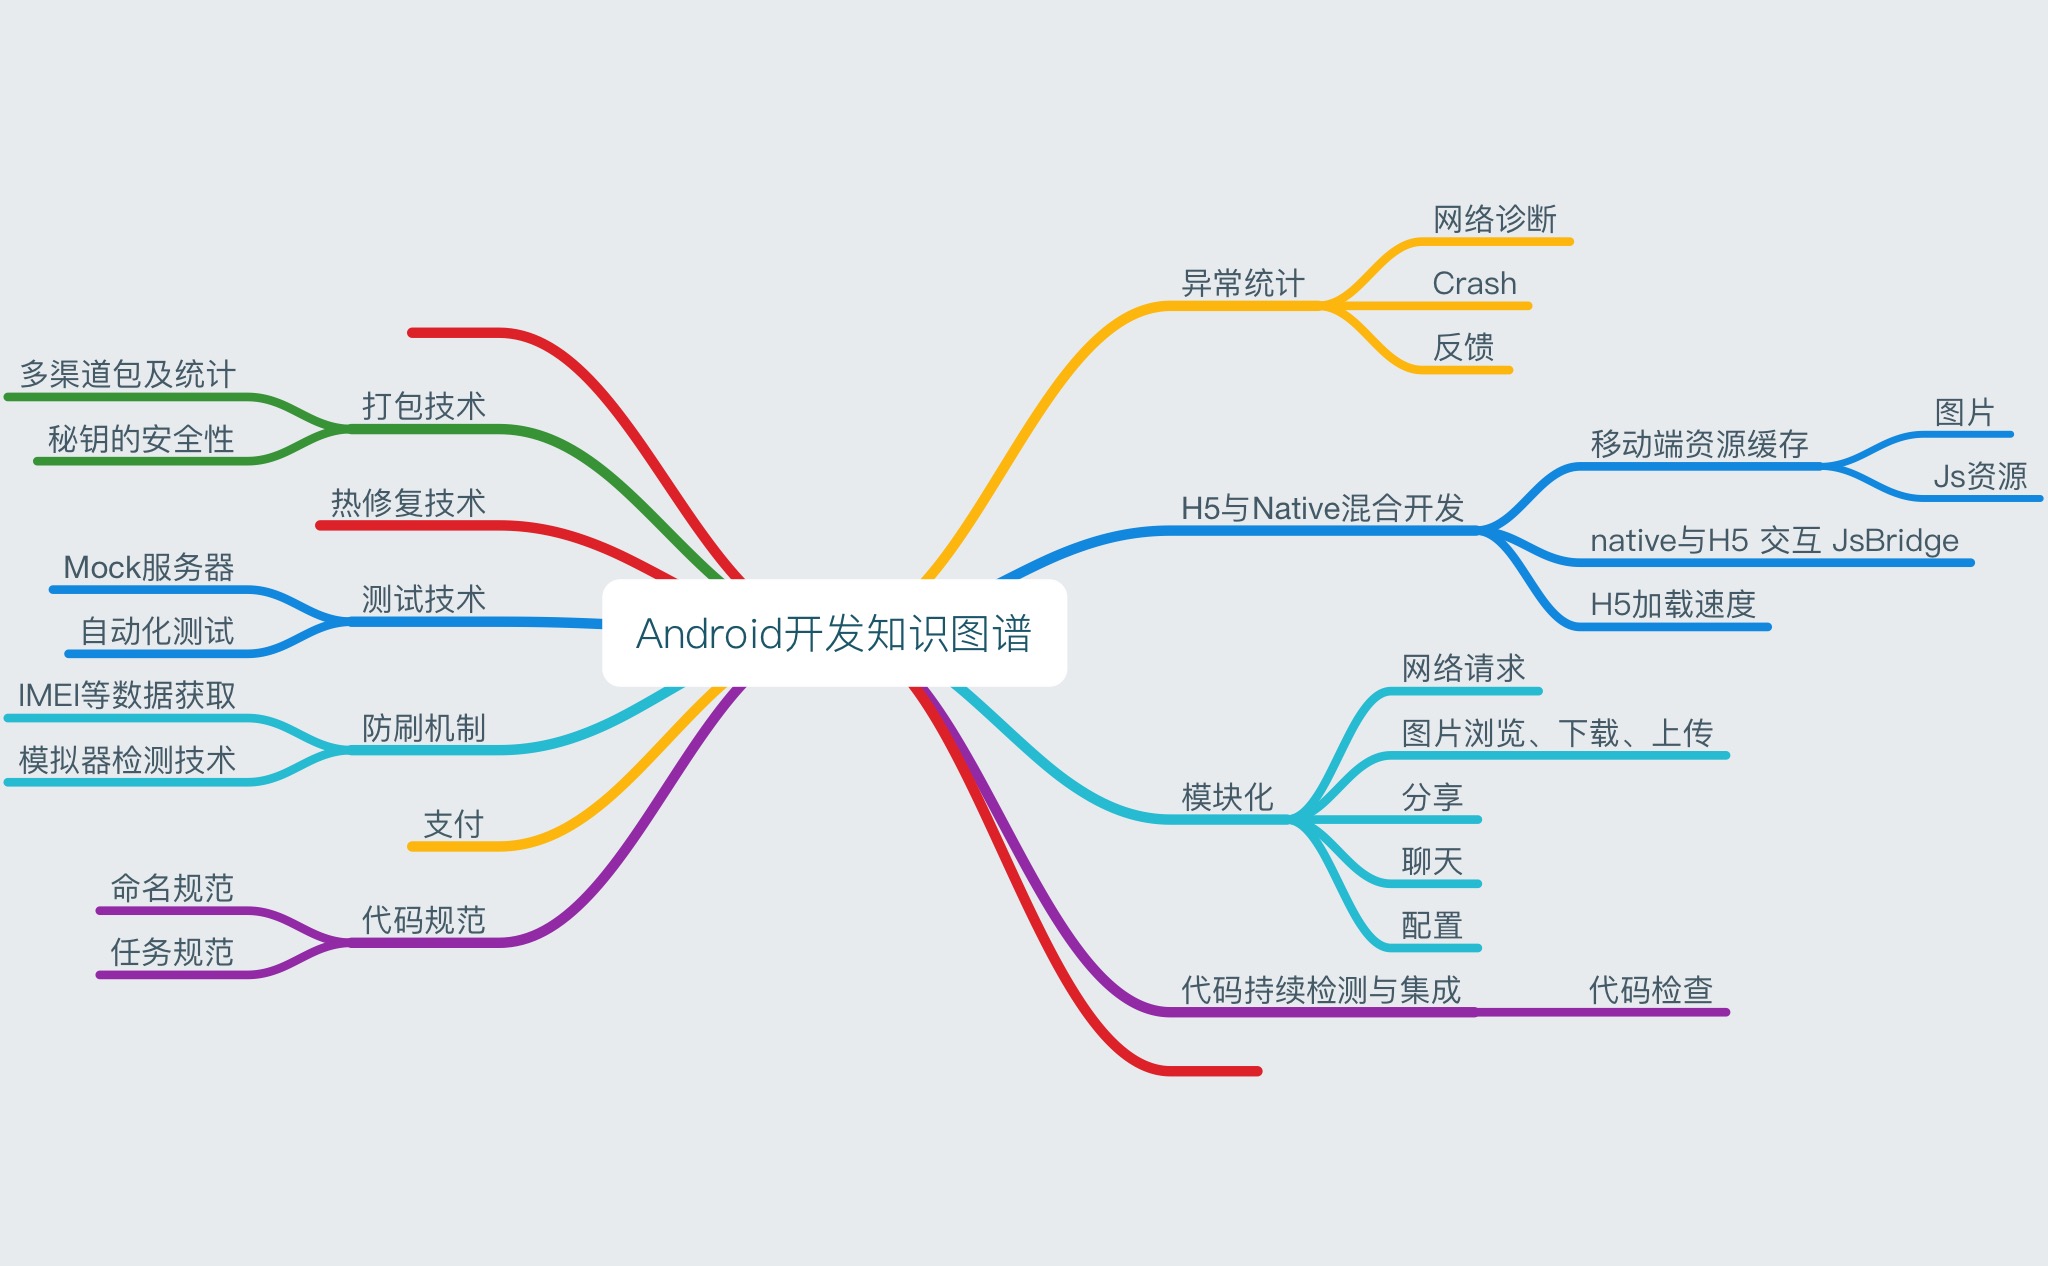 Android开发知识图谱
异常统计
网络诊断
Crash
反馈
H5与Native混合开发
移动端资源缓存
图片
Js资源
native与H5 交互 JsBridge
H5加载速度
模块化
网络请求
图片浏览、下载、上传
分享
聊天
配置
代码持续检测与集成
代码检查
打包技术
多渠道包及统计
秘钥的安全性
热修复技术
测试技术
Mock服务器
自动化测试
防刷机制
IMEI等数据获取
模拟器检测技术
支付
代码规范
命名规范
任务规范